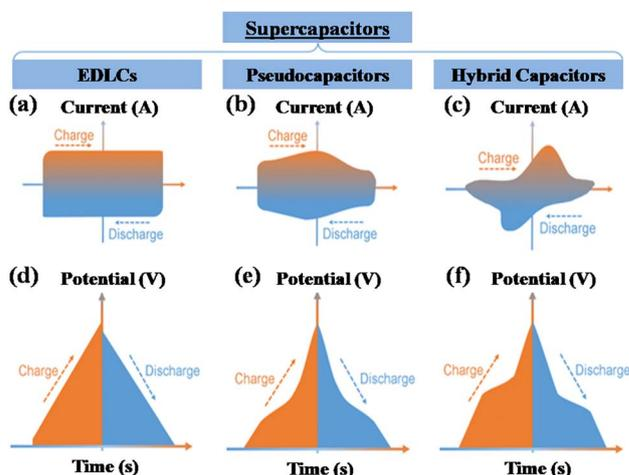 Supercapacitors
EDLCs Pseudocapacitors Hybrid Capacitors
(a) Current (A) (b) Current (A) (c) Current (A)
Charge Charge Charge
Discharge Discharge Discharge
(d) Potential (V) (e) Potential (V) (f) Potential (V)
Charge Discharge Charge Discharge Charge Discharge
Time (s) Time (s) Time (s)